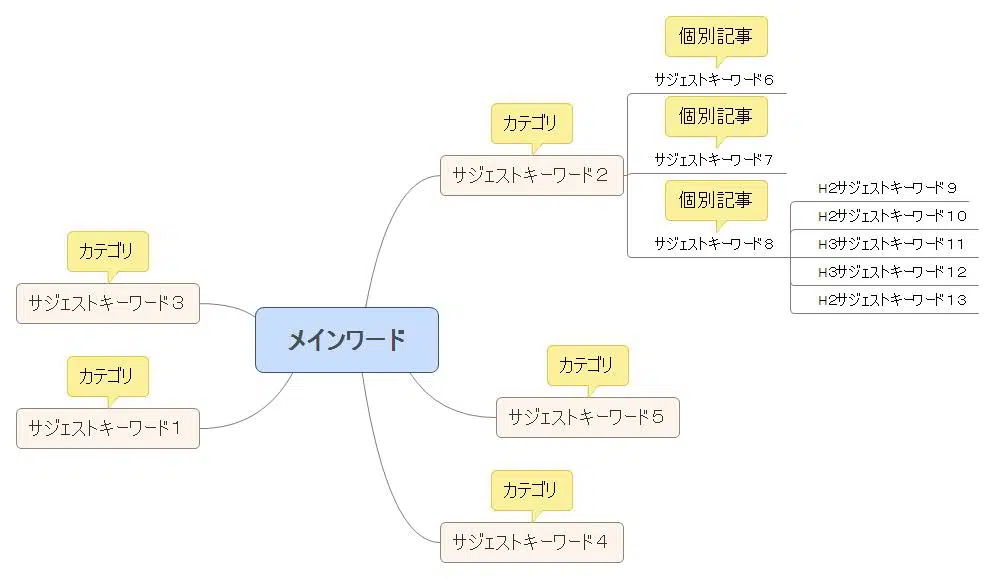 個別記事
サジェストキーワード６
カテゴリ
サジェストキーワード２
個別記事
サジェストキーワード７
個別記事
サジェストキーワード８
H2サジェストキーワード９
H2サジェストキーワード１０
H3サジェストキーワード１１
H3サジェストキーワード１２
H2サジェストキーワード１３
カテゴリ
サジェストキーワード３
メインワード
カテゴリ
サジェストキーワード１
カテゴリ
サジェストキーワード５
カテゴリ
サジェストキーワード４